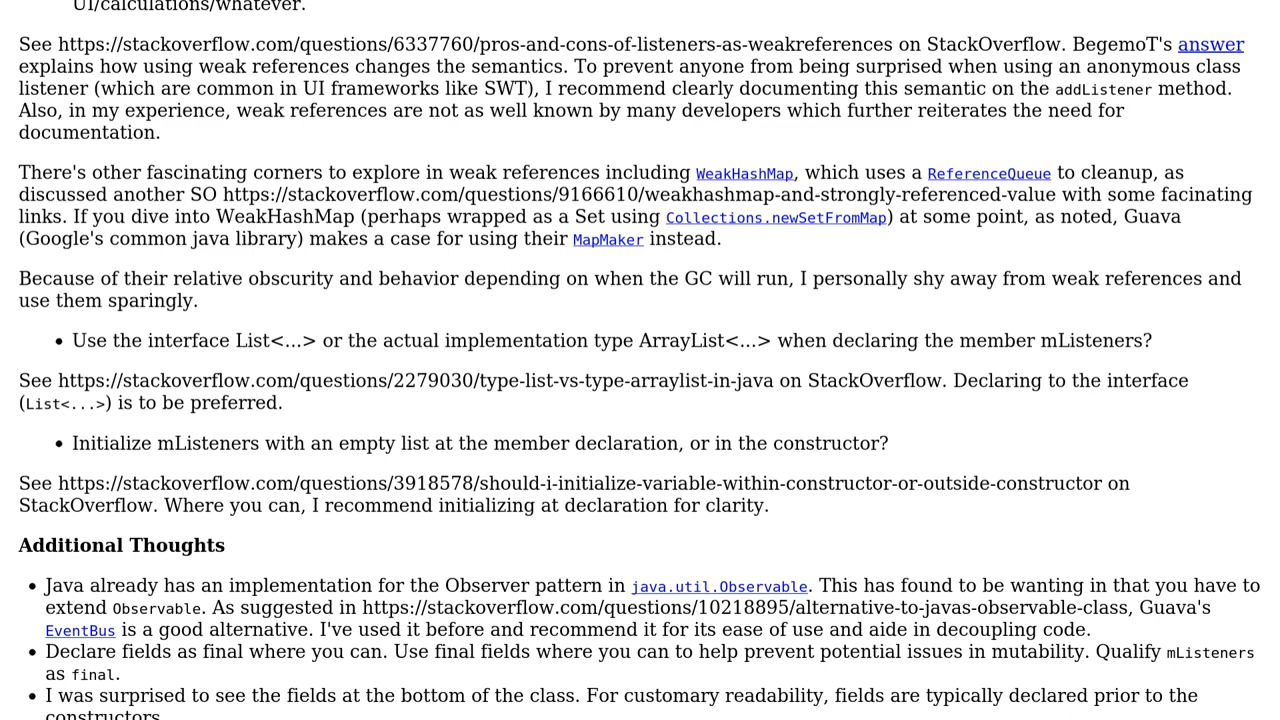 UI/calculations/whatever.
See https://stackoverflow.com/questions/6337760/pros-and-cons-of-listeners-as-weakreferences on StackOverflow. BegemoT's answer
explains how using weak references changes the semantics. To prevent anyone from being surprised when using an anonymous class
listener (which are common in UI frameworks like SWT), I recommend clearly documenting this semantic on the addListener method.
Also, in my experience, weak references are not as well known by many developers which further reiterates the need for
documentation.
There's other fascinating corners to explore in weak references including WeakHashMap, which uses a ReferenceQueue to cleanup, as
discussed another SO https://stackoverflow.com/questions/9166610/weakhashmap-and-strongly-referenced-value with some facinating
links. If you dive into WeakHashMap (perhaps wrapped as a Set using Collections.newSetFromMap) at some point, as noted, Guava
(Google's common java library) makes a case for using their MapMaker instead.
Because of their relative obscurity and behavior depending on when the GC will run, I personally shy away from weak references and
use them sparingly.
• Use the interface List<...> or the actual implementation type ArrayList<...> when declaring the member mListeners?
See https://stackoverflow.com/questions/2279030/type-list-vs-type-arraylist-in-java on StackOverflow. Declaring to the interface
(List<...>) is to be preferred.
• Initialize mListeners with an empty list at the member declaration, or in the constructor?
See https://stackoverflow.com/questions/3918578/should-i-initialize-variable-within-constructor-or-outside-constructor on
StackOverflow. Where you can, I recommend initializing at declaration for clarity.
Additional Thoughts
• Java already has an implementation for the Observer pattern in java.util.Observable. This has found to be wanting in that you have to
extend Observable. As suggested in https://stackoverflow.com/questions/10218895/alternative-to-javas-observable-class, Guava's
EventBus is a good alternative. I've used it before and recommend it for its ease of use and aide in decoupling code.
• Declare fields as final where you can. Use final fields where you can to help prevent potential issues in mutability. Qualify mListeners
as final.
• I was surprised to see the fields at the bottom of the class. For customary readability, fields are typically declared prior to the
constructors.